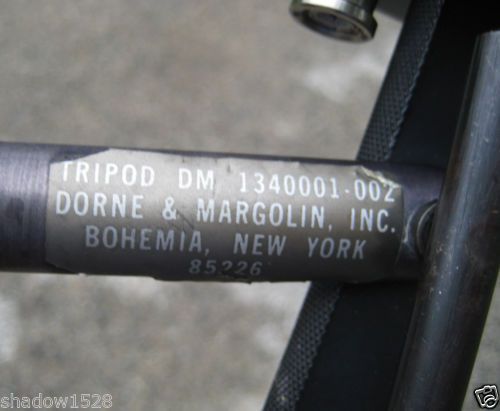 TRIPOD DM 1340001-002
DORNE & MARGOLIN, INC.
BOHEMIA, NEW YORK
85226
shadow1528